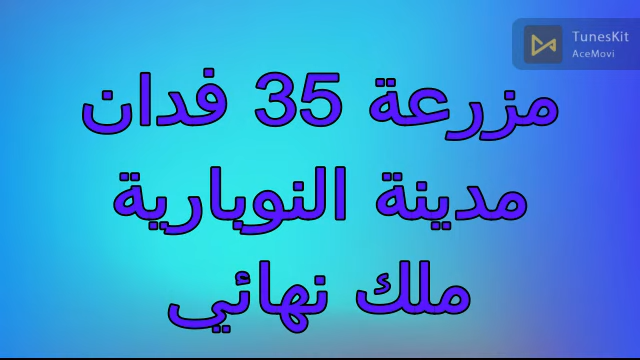 TunesKit
AceMovi
مزرعة 35 فدان
مدينة النوبارية
ملك نهائي